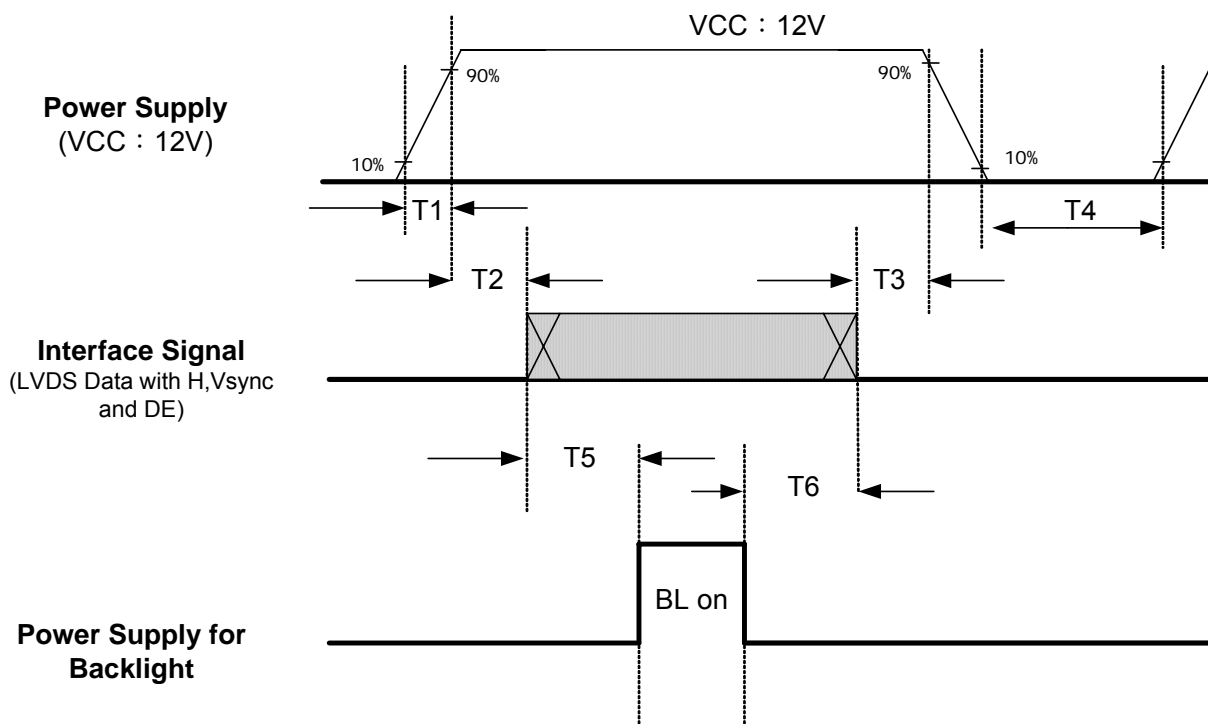 VCC：12V
90%
90%
Power Supply
(VCC：12V)
10%
10%
T1
T4
T2
T3
Interface Signal
(LVDS Data with H,Vsync
and DE)
T5
T6
BL on
Power Supply for
Backlight